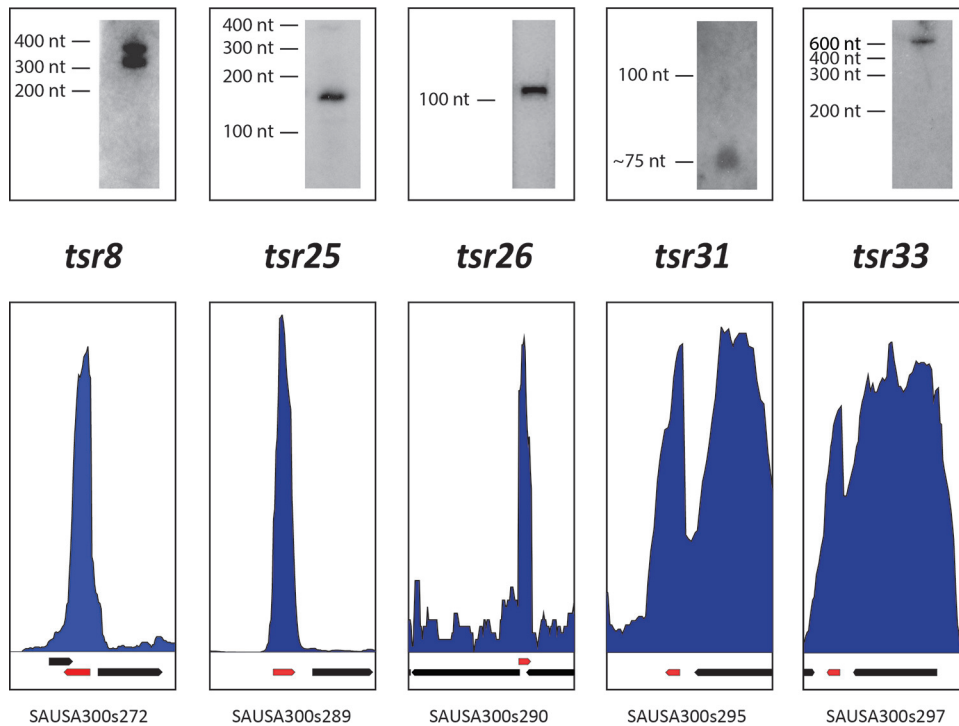 400 nt
300 nt
200 nt
400 nt
300 nt
200 nt
100 nt
100 nt
100 nt
~75 nt
600 nt
400 nt
300 nt
200 nt
tsr8 tsr25 tsr26 tsr31 tsr33
SAUSA300s272 SAUSA300s289 SAUSA300s290 SAUSA300s295 SAUSA300s297